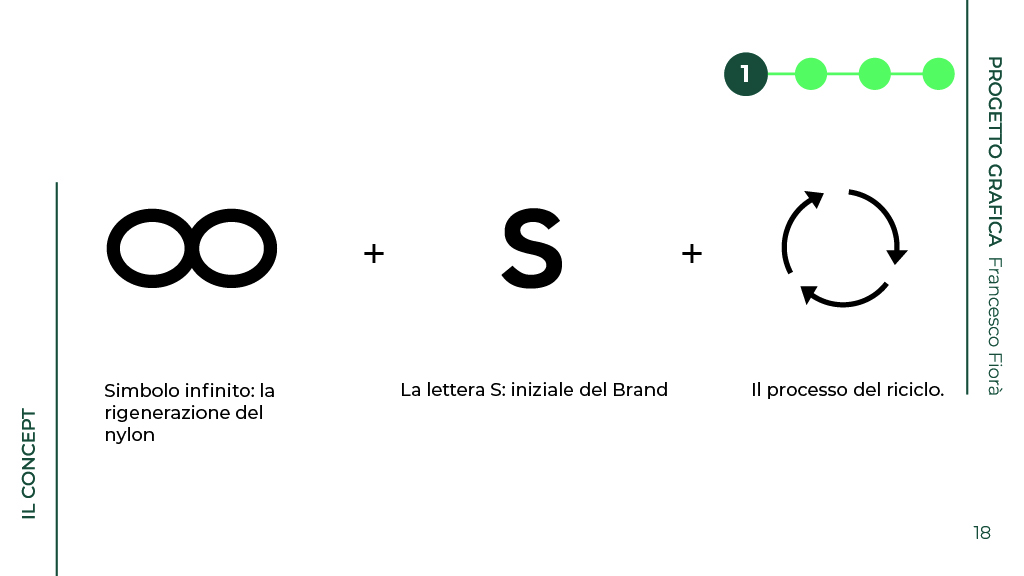 1
PROGETTO GRAFICA Francesco Fiorà
S
+
+
Simbolo infinito: la
rigenerazione del
nylon
La lettera S: iniziale del Brand
Il processo del riciclo.
IL CONCEPT
18